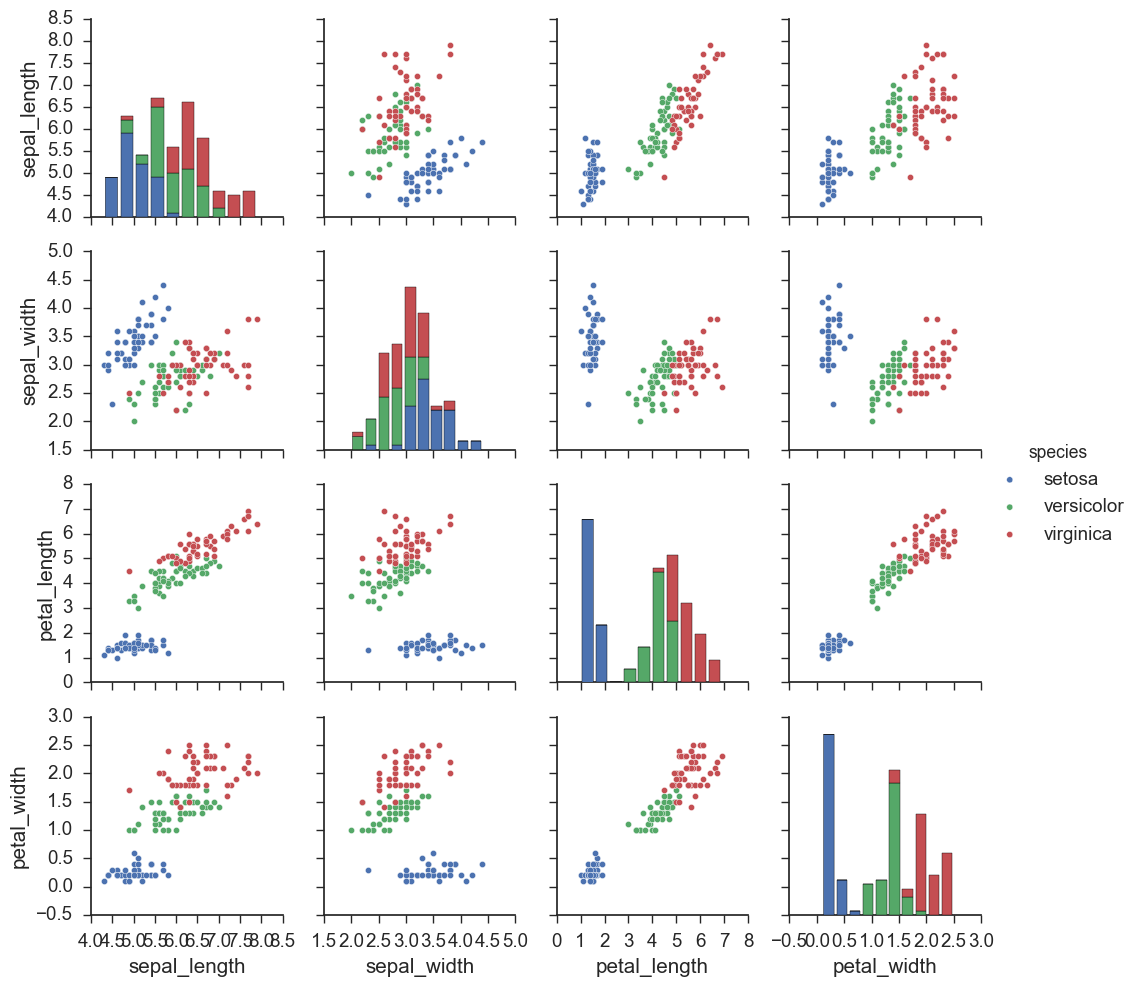 8.5
8.0
7.5
7.0
6.5
6.0
5.5
5.0
4.5
4.0
sepal_length
5.0
4.5
4.0
3.5
3.0
2.5
2.0
1.5
sepal_width
species
setosa
versicolor
virginica
8
7
6
5
4
3
2
1
0
petal_length
3.0
2.5
2.0
1.5
1.0
0.5
0.0
−0.5
petal_width
4.0 4.5 5.0 5.5 6.0 6.5 7.0 7.5 8.0 8.5
sepal_length
1.5 2.0 2.5 3.0 3.5 4.0 4.5 5.0
sepal_width
0 1 2 3 4 5 6 7 8
petal_length
−0.5 0.0 0.5 1.0 1.5 2.0 2.5 3.0
petal_width